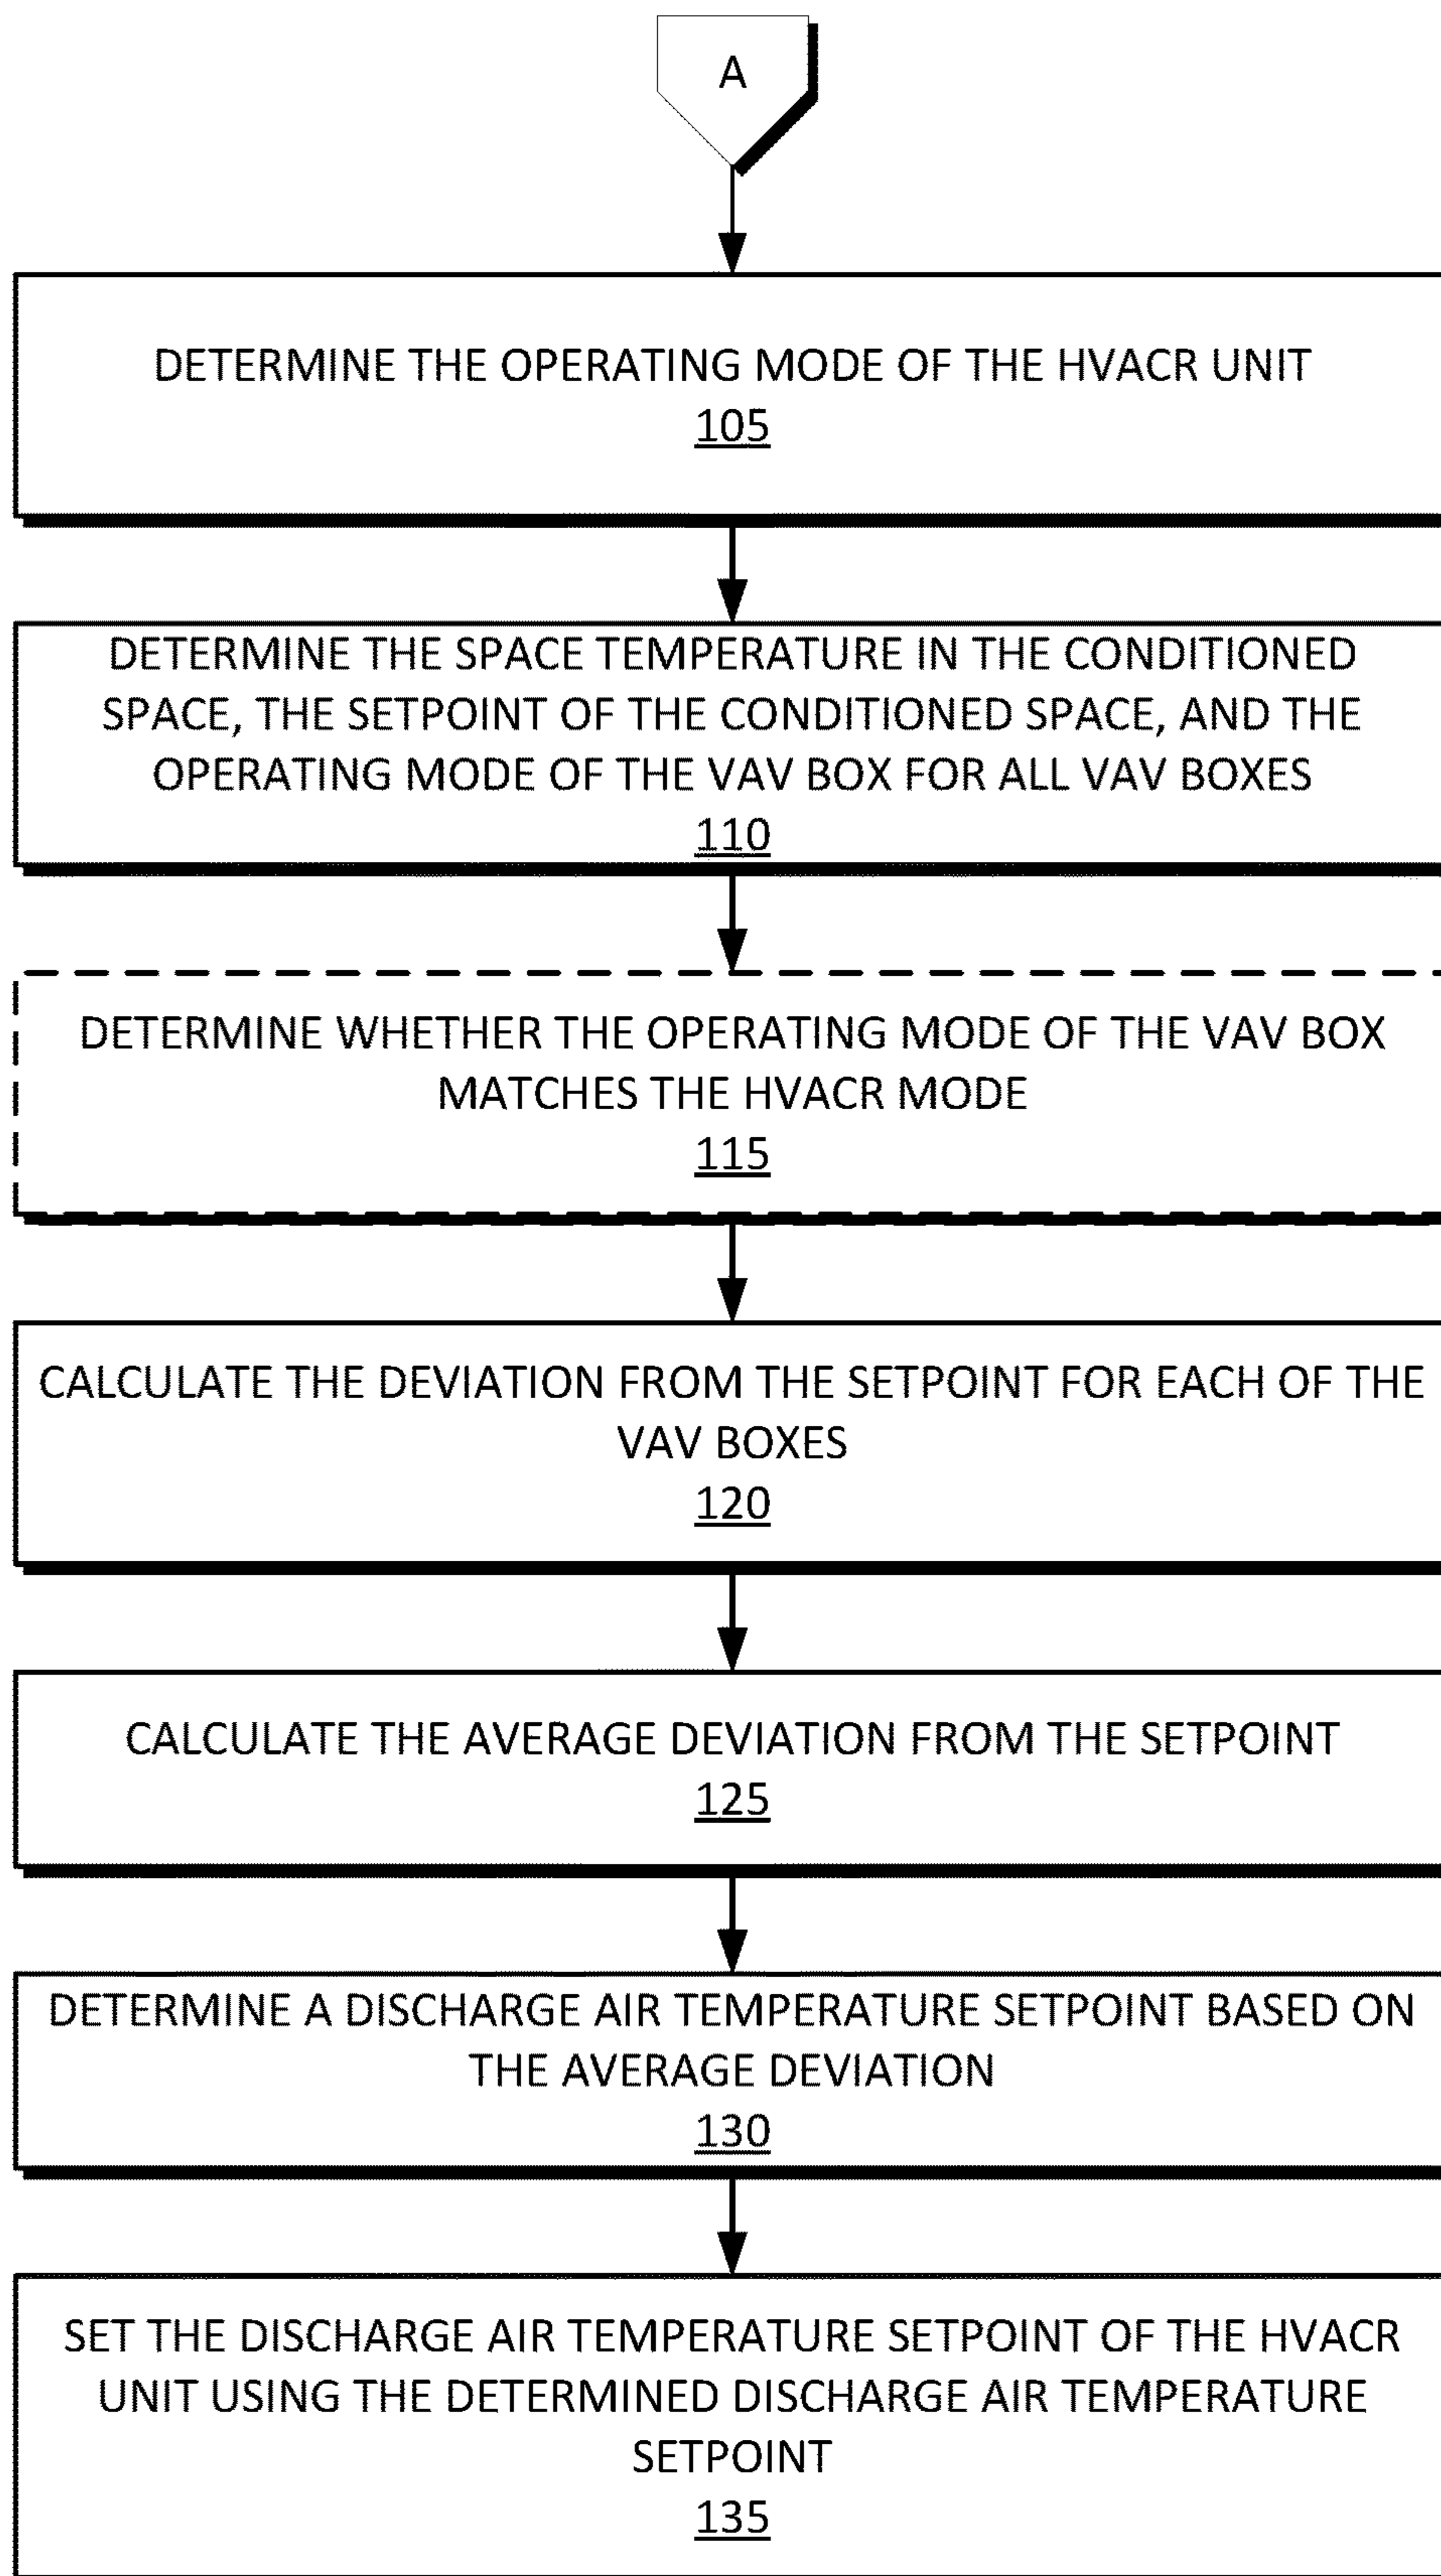 A
DETERMINE THE OPERATING MODE OF THE HVACR UNIT
105
DETERMINE THE SPACE TEMPERATURE IN THE CONDITIONED
SPACE, THE SETPOINT OF THE CONDITIONED SPACE, AND THE
OPERATING MODE OF THE VAV BOX FOR ALL VAV BOXES
110
DETERMINE WHETHER THE OPERATING MODE OF THE VAV BOX
MATCHES THE HVACR MODE
115
CALCULATE THE DEVIATION FROM THE SETPOINT FOR EACH OF THE
VAV BOXES
120
CALCULATE THE AVERAGE DEVIATION FROM THE SETPOINT
125
DETERMINE A DISCHARGE AIR TEMPERATURE SETPOINT BASED ON
THE AVERAGE DEVIATION
130
SET THE DISCHARGE AIR TEMPERATURE SETPOINT OF THE HVACR
UNIT USING THE DETERMINED DISCHARGE AIR TEMPERATURE
SETPOINT
135